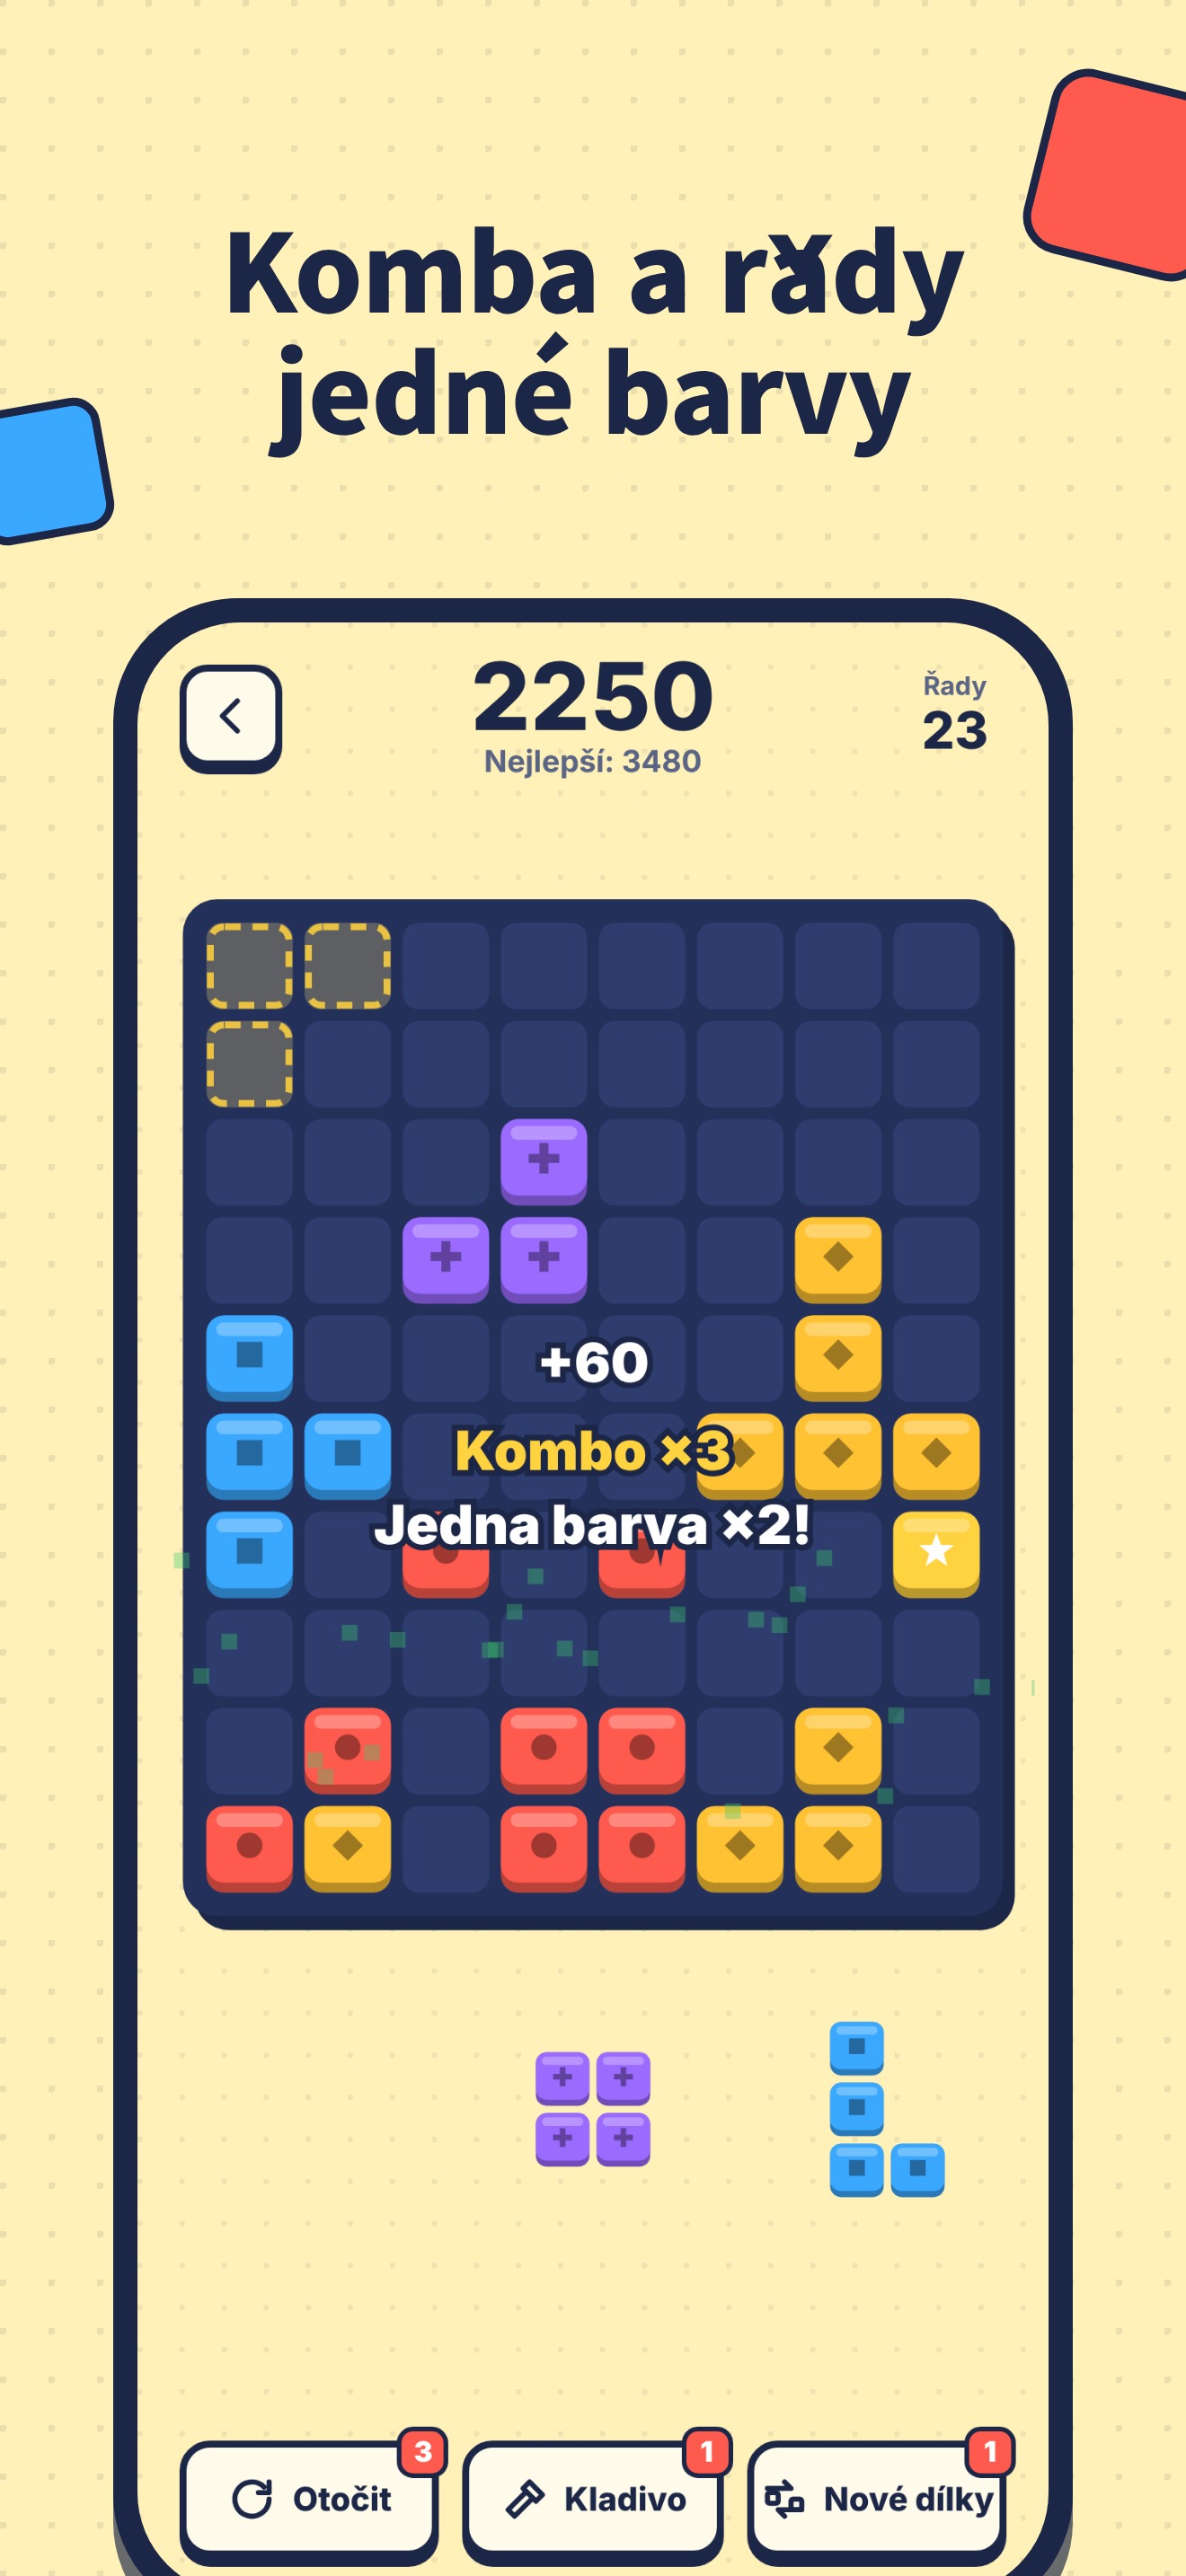 Komba a řady
jedné barvy
2250
Nejlepší: 3480
Řady
23
+60
Kombo ×3
Jedna barva ×2!
3
Otočit
1
Kladivo
1
Nové dílky